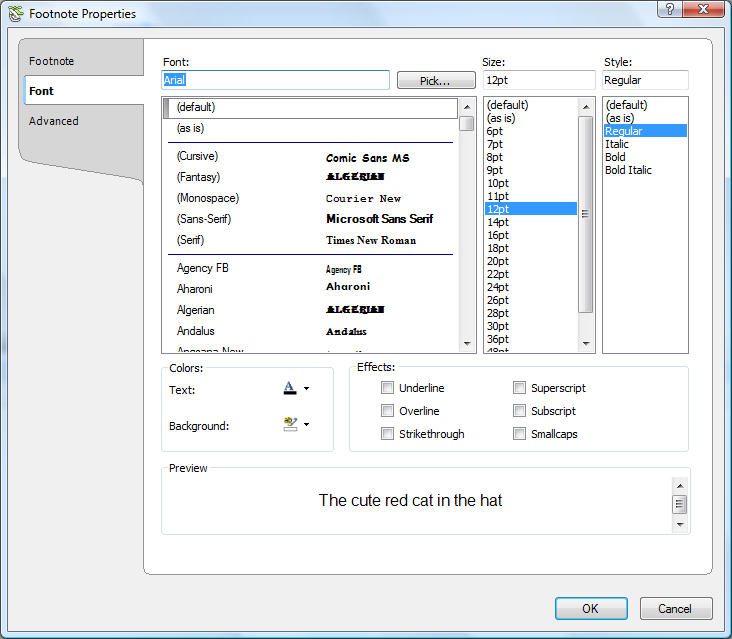 Footnote Properties
Footnote
Font
Advanced
Font:
Arial
Pick...
Size:
12pt
Style:
Regular
(default)
(as is)
(Cursive) Comic Sans MS
(Fantasy) ALGERIAN
(Monospace) Courier New
(Sans-Serif) Microsoft Sans Serif
(Serif) Times New Roman
Agency FB Agency FB
Aharoni Aharoni
Algerian ALGERIAN
Andalus Andalus
Angsana New
(default)
(as is)
6pt
7pt
8pt
9pt
10pt
11pt
12pt
14pt
16pt
18pt
20pt
22pt
24pt
26pt
28pt
30pt
36pt
48pt
(default)
(as is)
Regular
Italic
Bold
Bold Italic
Colors:
Text:
Background:
Effects:
Underline
Overline
Strikethrough
Superscript
Subscript
Smallcaps
Preview
The cute red cat in the hat
OK
Cancel